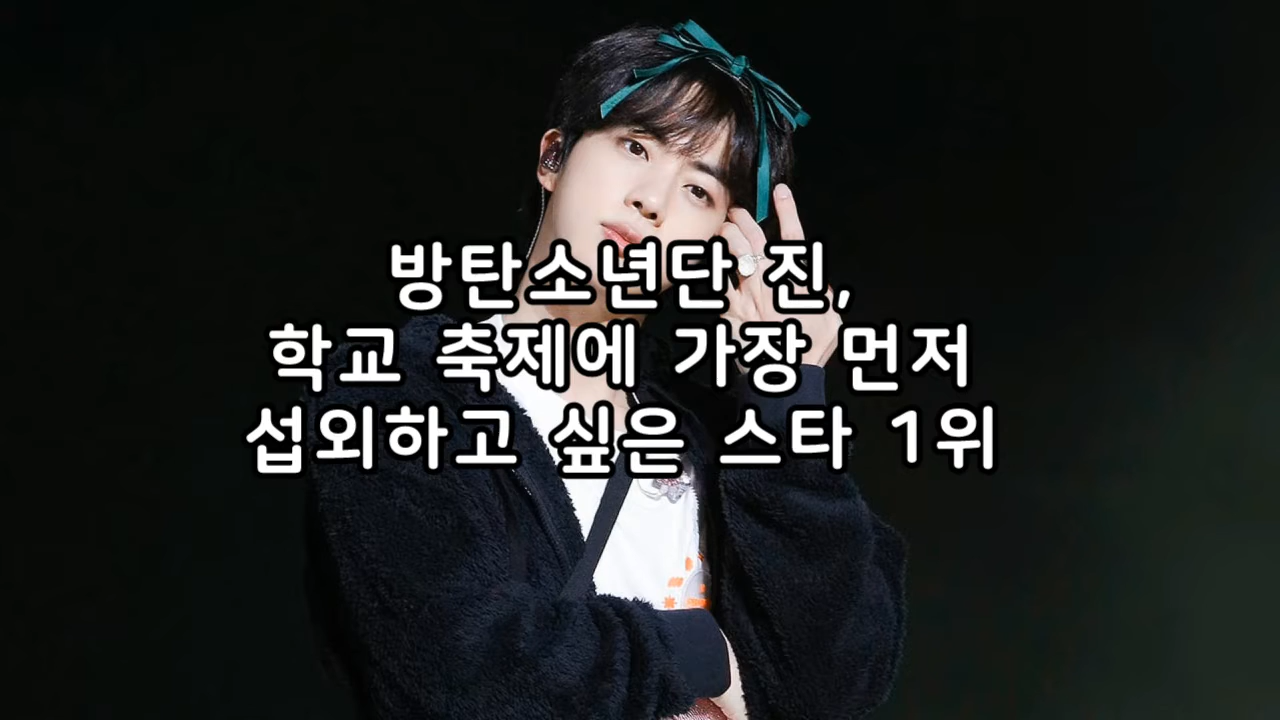 방탄소년단 진,
학교 축제에 가장 먼저
섭외하고 싶은 스타 1위